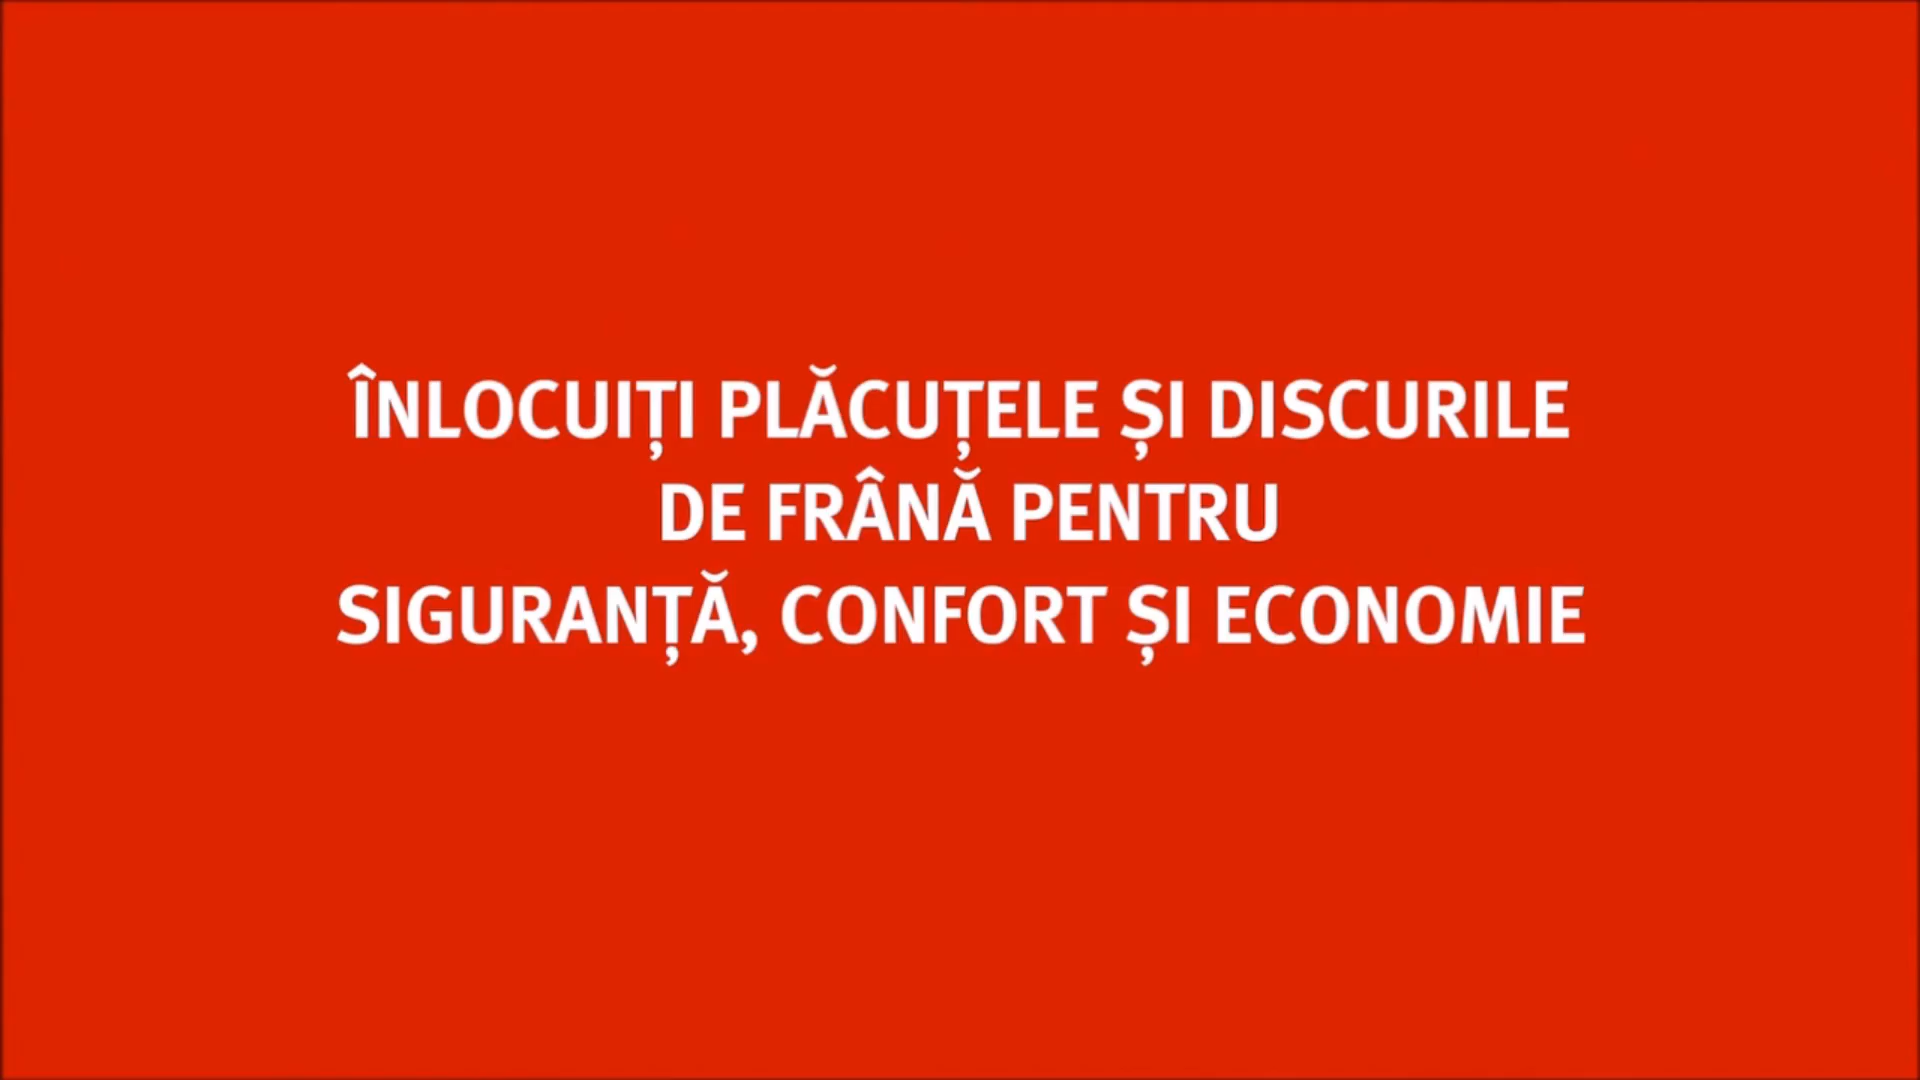 ÎNLOCUIȚI PLĂCUȚELE ȘI DISCURILE
DE FRÂNĂ PENTRU
SIGURANȚĂ, CONFORT ȘI ECONOMIE